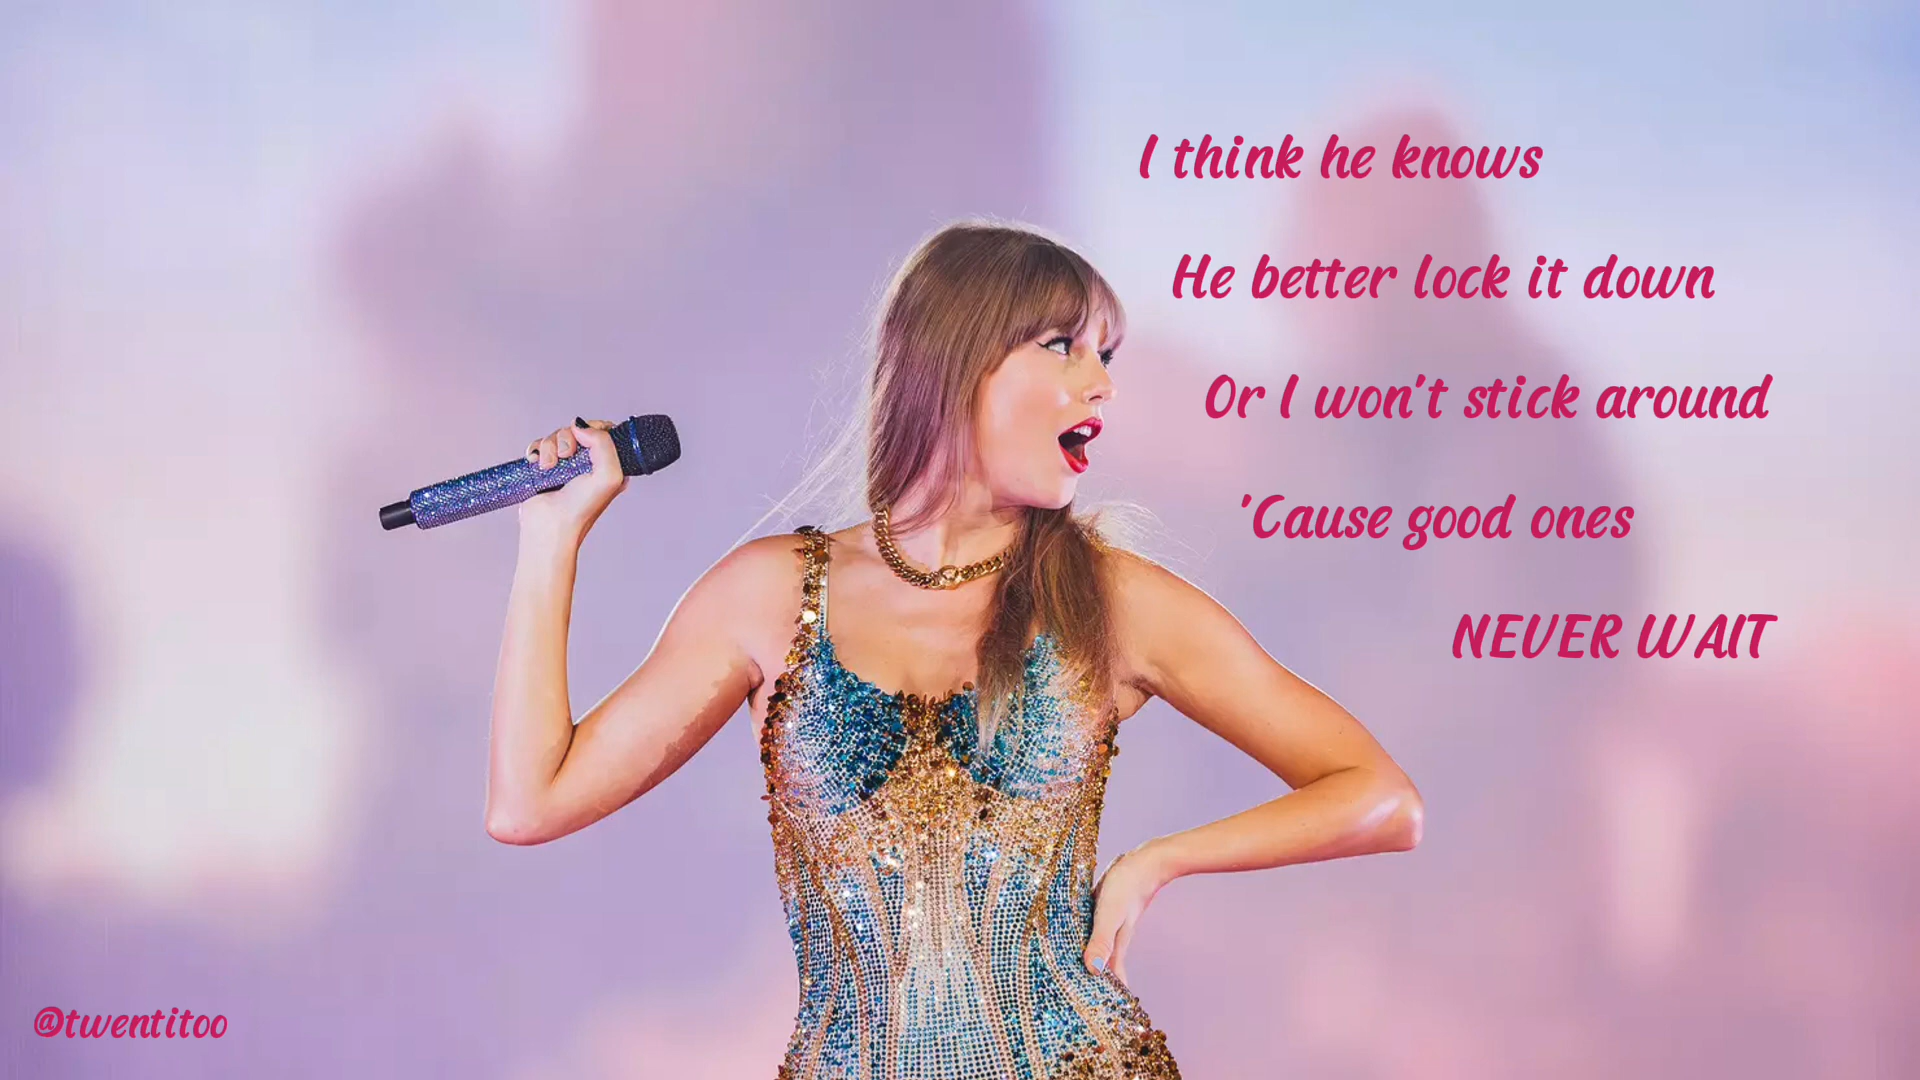 I think he knows
He better lock it down
Or I won't stick around
'Cause good ones
NEVER WAIT
@twentitoo